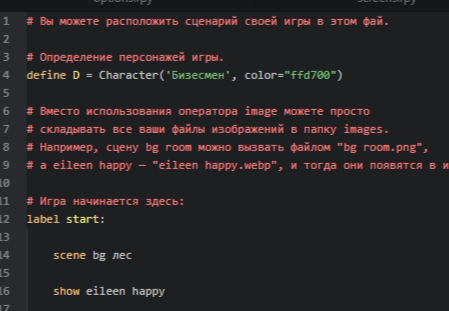 1 # Вы можете расположить сценарий своей игры в этом фай.
2
3 # Определение персонажей игры.
4 define D = Character('Бизесмен', color="ffd700")
5
6 # Вместо использования оператора image можете просто
7 # складывать все ваши файлы изображений в папку images.
8 # Например, сцену bg room можно вызвать файлом "bg room.png",
9 # а eileen happy — "eileen happy.webp", и тогда они появятся в и
10
11 # Игра начинается здесь:
12 label start:
13
14 scene bg лес
15
16 show eileen happy
17